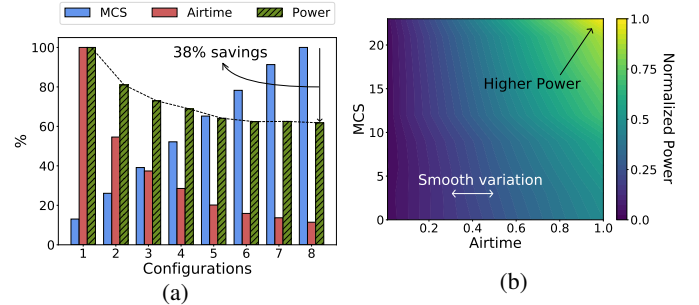 MCS Airtime Power
100
80
60
40
20
0
%
38% savings
1 2 3 4 5 6 7 8
Configurations
(a)
20
15
10
5
0
MCS
Higher Power
Smooth variation
0.2 0.4 0.6 0.8 1.0
Airtime
1.0
0.75
0.50
0.25
0.0
Normalized Power
(b)